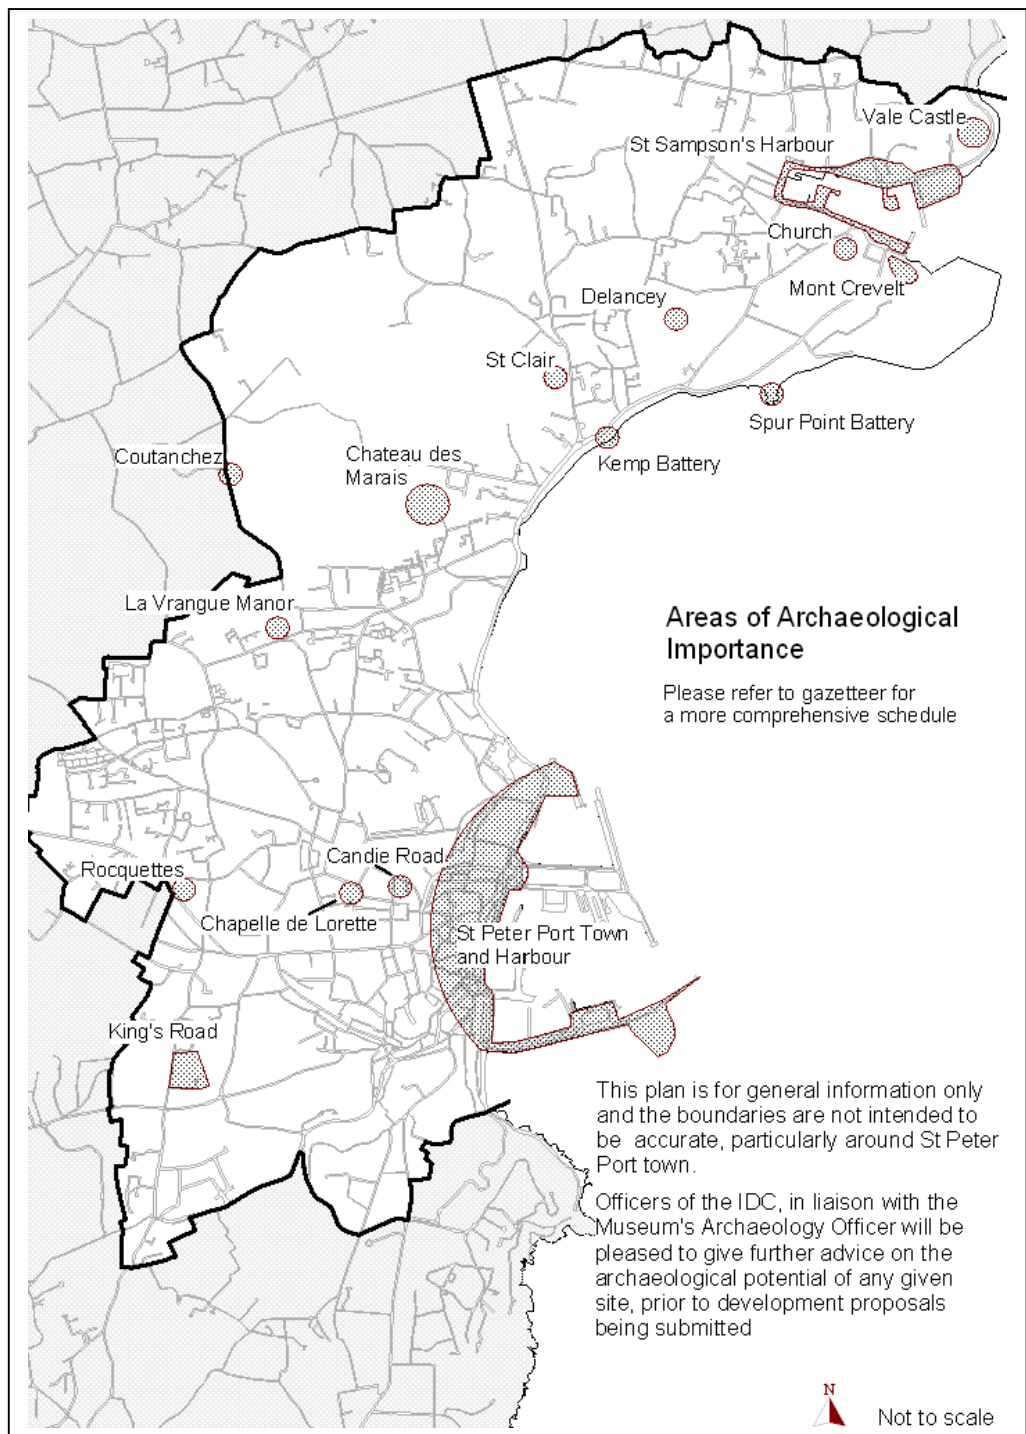 Vale Castle
St Sampson's Harbour
Church
Mont Crevelt
Delancey
St Clair
Spur Point Battery
Kemp Battery
Coutanchez
Chateau des
Marais
La Vrangue Manor
Areas of Archaeological
Importance
Please refer to gazetteer for
a more comprehensive schedule
Candie Road
Rocquettes
Chapelle de Lorette
St Peter Port Town
and Harbour
King's Road
This plan is for general information only
and the boundaries are not intended to
be accurate, particularly around St Peter
Port town.
Officers of the IDC, in liaison with the
Museum's Archaeology Officer will be
pleased to give further advice on the
archaeological potential of any given
site, prior to development proposals
being submitted
N
Not to scale